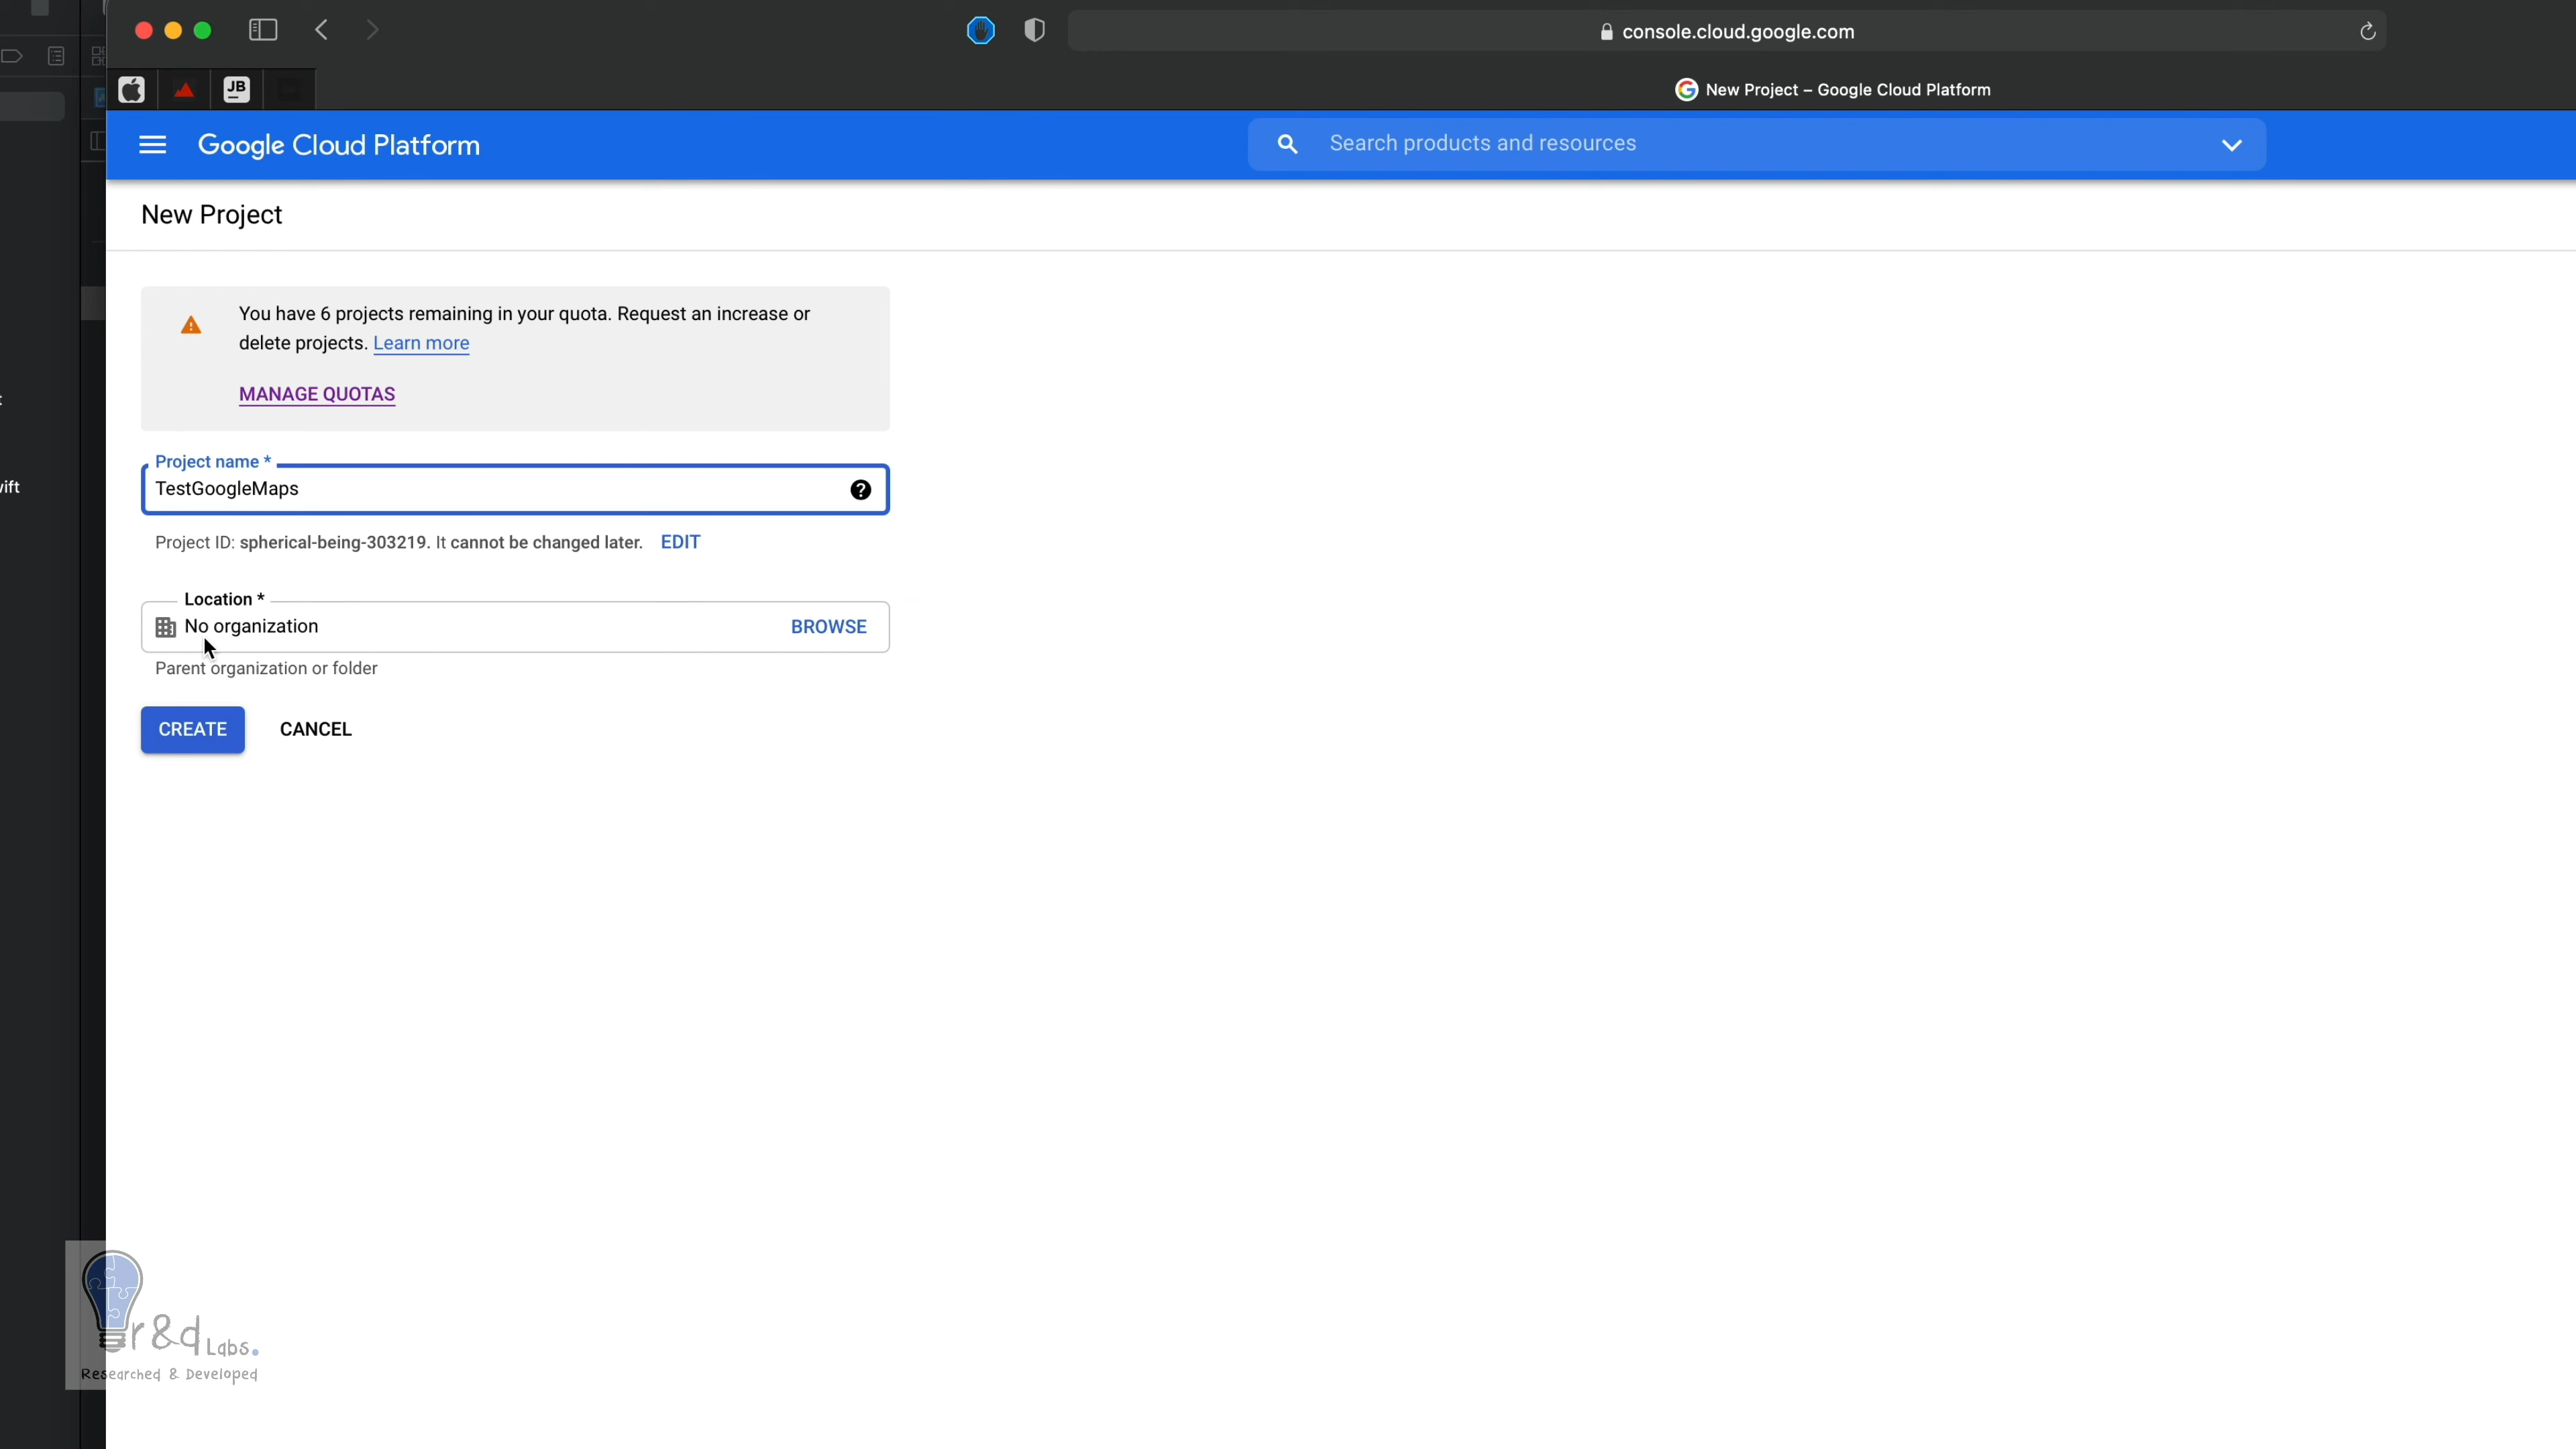 console.cloud.google.com
JB
New Project – Google Cloud Platform
Google Cloud Platform
Search products and resources
New Project
You have 6 projects remaining in your quota. Request an increase or
delete projects. Learn more
MANAGE QUOTAS
Project name *
TestGoogleMaps
Project ID: spherical-being-303219. It cannot be changed later. EDIT
Location *
No organization
BROWSE
Parent organization or folder
CREATE
CANCEL
ift
r&d Labs.
Researched & Developed